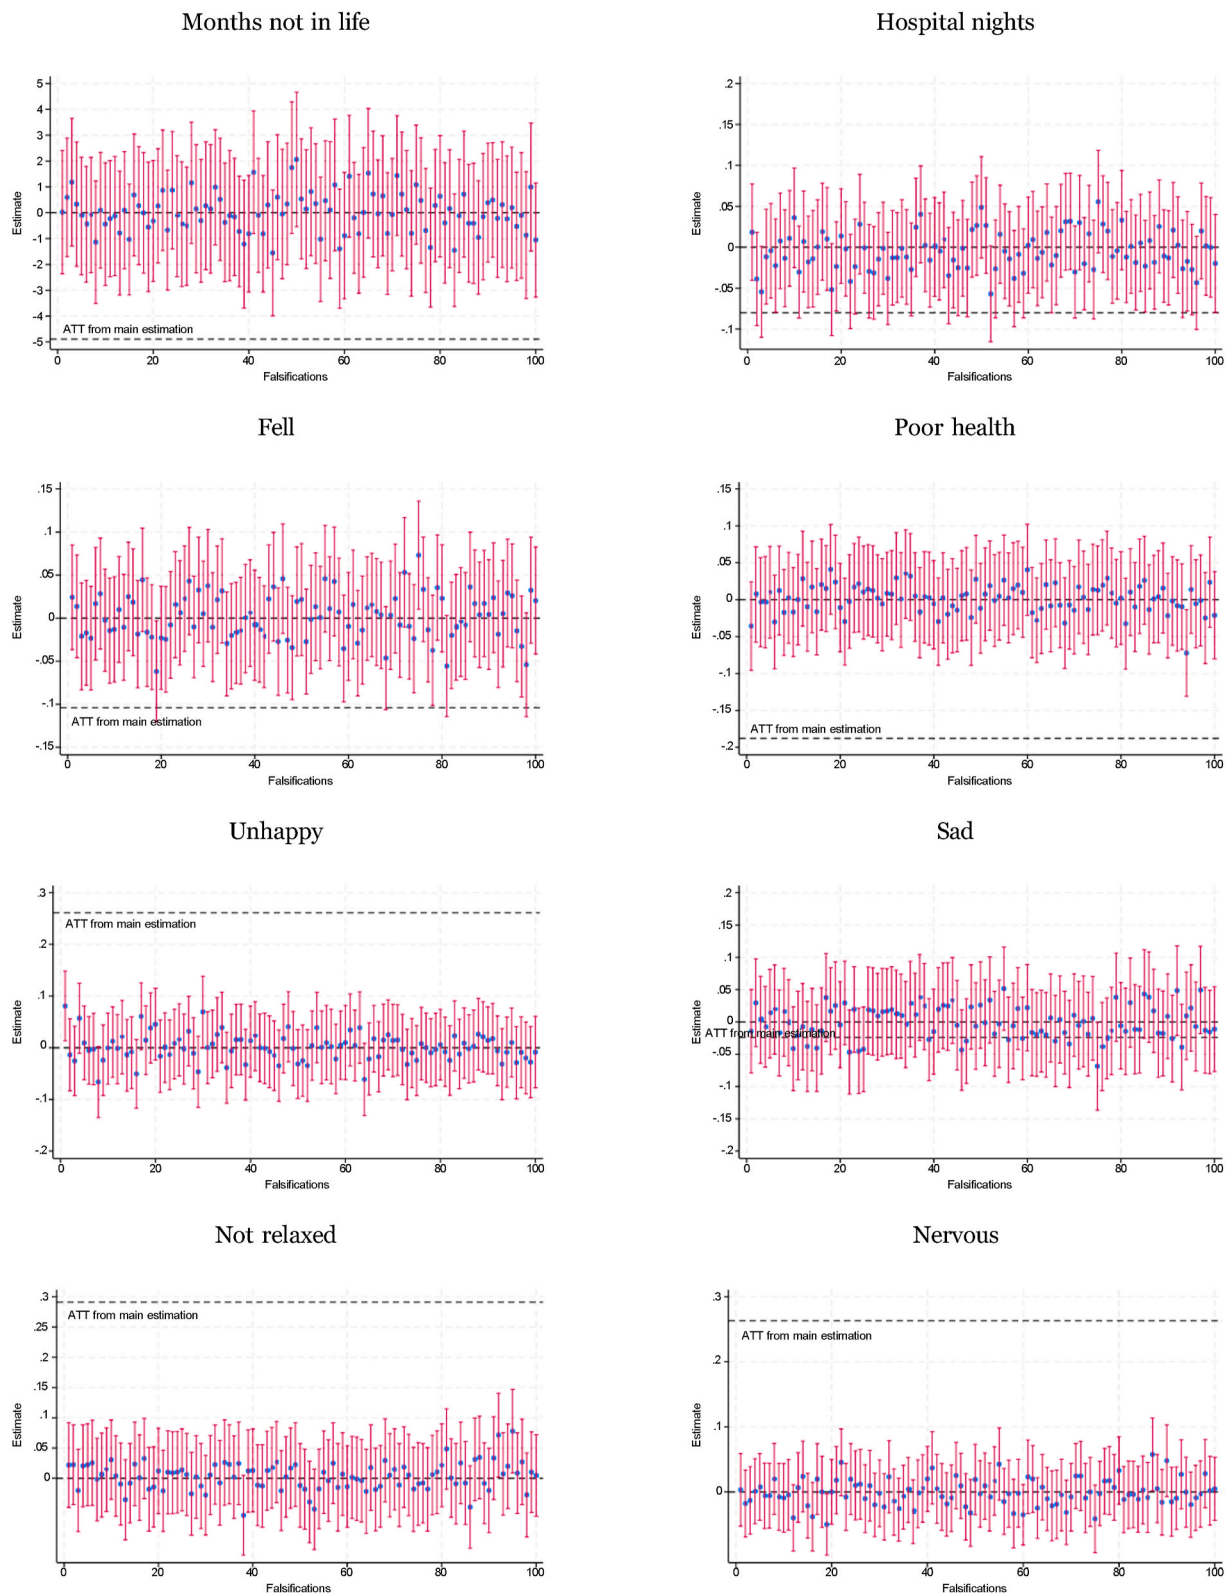 Months not in life
Hospital nights
5
4
3
2
1
0
-1
-2
-3
-4
-5
Estimate
ATT from main estimation
0 20 40 60 80 100
Falsifications
.2
.15
.1
.05
0
-.05
-.1
Estimate
0 20 40 60 80 100
Falsifications
Fell
Poor health
.15
.1
.05
0
-.05
-.1
-.15
Estimate
ATT from main estimation
0 20 40 60 80 100
Falsifications
.15
.1
.05
0
-.05
-.1
-.15
-.2
Estimate
ATT from main estimation
0 20 40 60 80 100
Falsifications
Unhappy
Sad
.3
.2
.1
0
-.1
-.2
Estimate
ATT from main estimation
0 20 40 60 80 100
Falsifications
.2
.15
.1
.05
0
-.05
-.1
-.15
-.2
Estimate
ATT from main estimation
0 20 40 60 80 100
Falsifications
Not relaxed
Nervous
.3
.25
.2
.15
.1
.05
0
Estimate
ATT from main estimation
0 20 40 60 80 100
Falsifications
.3
.2
.1
0
Estimate
ATT from main estimation
0 20 40 60 80 100
Falsifications